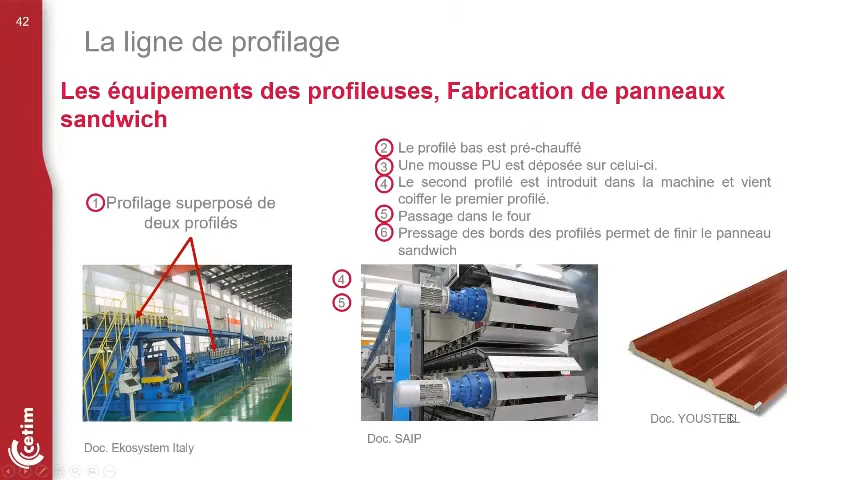 42
La ligne de profilage
Les équipements des profileuses, Fabrication de panneaux
sandwich
1 Profilage superposé de
deux profilés
2 Le profilé bas est pré-chauffé
3 Une mousse PU est déposée sur celui-ci.
4 Le second profilé est introduit dans la machine et vient
coiffer le premier profilé.
5 Passage dans le four
6 Pressage des bords des profilés permet de finir le panneau
sandwich
4
5
Doc. Ekosystem Italy
Doc. SAIP
Doc. YOUSTEEL
cetim